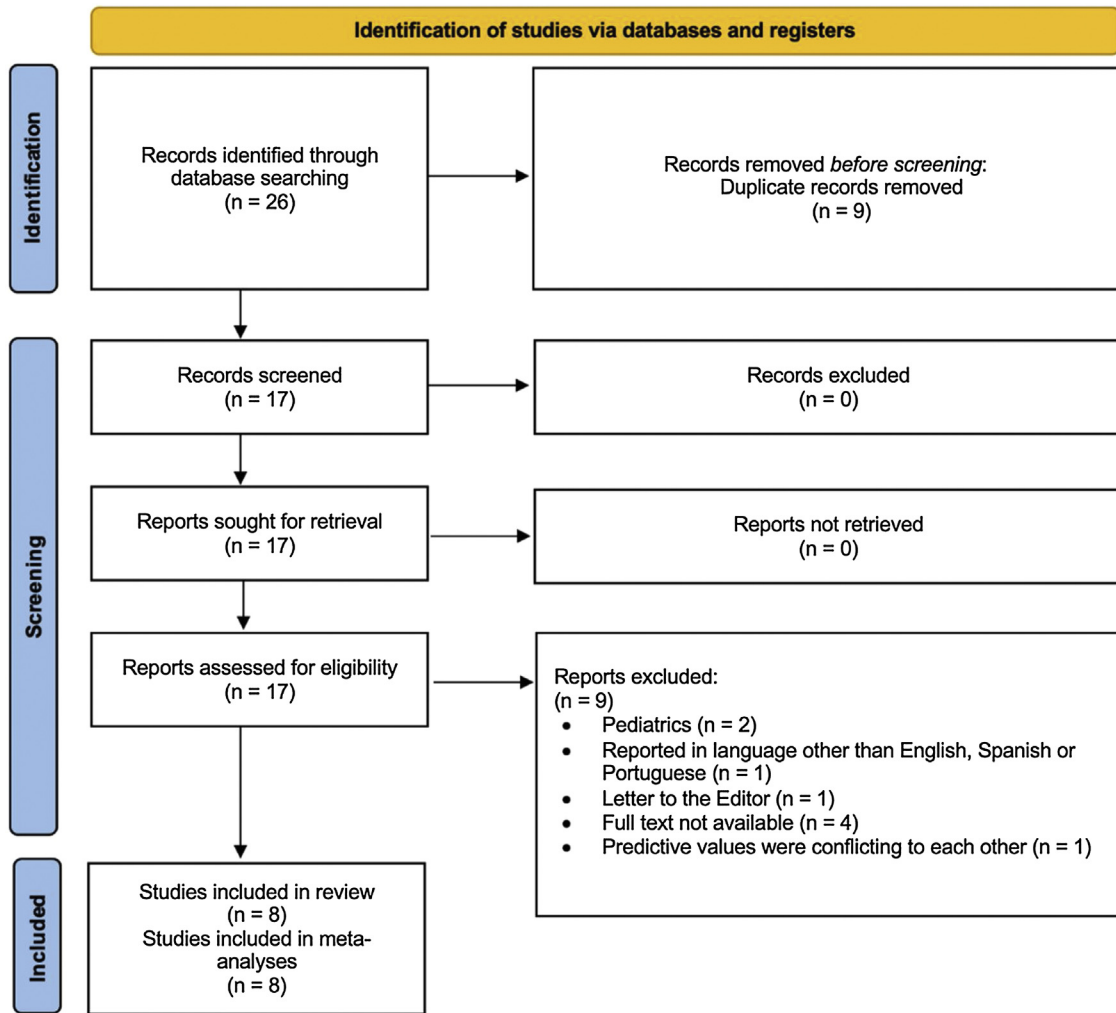 Identification of studies via databases and registers
Identification
Records identified through
database searching
(n = 26)
Records removed before screening:
Duplicate records removed
(n = 9)
Screening
Records screened
(n = 17)
Records excluded
(n = 0)
Reports sought for retrieval
(n = 17)
Reports not retrieved
(n = 0)
Reports assessed for eligibility
(n = 17)
Reports excluded:
(n = 9)
• Pediatrics (n = 2)
• Reported in language other than English, Spanish or
Portuguese (n = 1)
• Letter to the Editor (n = 1)
• Full text not available (n = 4)
• Predictive values were conflicting to each other (n = 1)
Included
Studies included in review
(n = 8)
Studies included in meta-
analyses
(n = 8)